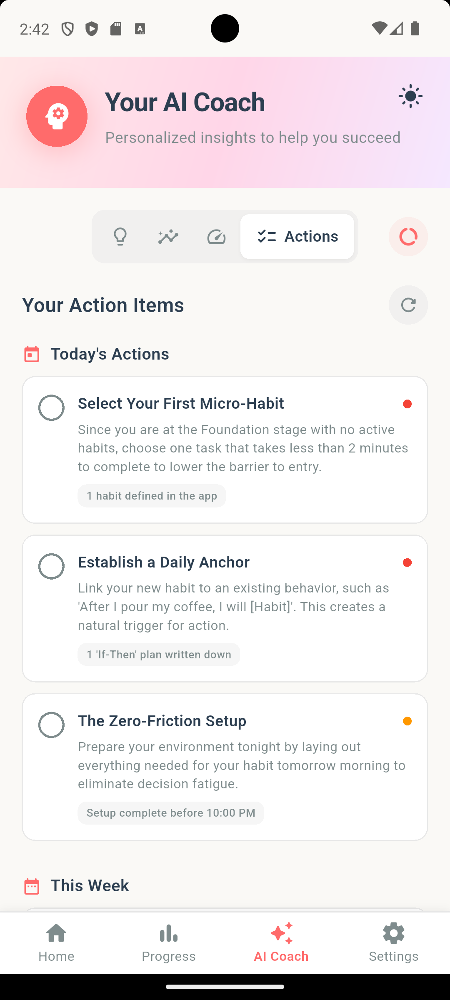 2:42
A
Your AI Coach
Personalized insights to help you succeed
Actions
Your Action Items
Today's Actions
Select Your First Micro-Habit
Since you are at the Foundation stage with no active
habits, choose one task that takes less than 2 minutes
to complete to lower the barrier to entry.
1 habit defined in the app
Establish a Daily Anchor
Link your new habit to an existing behavior, such as
'After I pour my coffee, I will [Habit]'. This creates a
natural trigger for action.
1 'If-Then' plan written down
The Zero-Friction Setup
Prepare your environment tonight by laying out
everything needed for your habit tomorrow morning to
eliminate decision fatigue.
Setup complete before 10:00 PM
This Week
Home
Progress
AI Coach
Settings